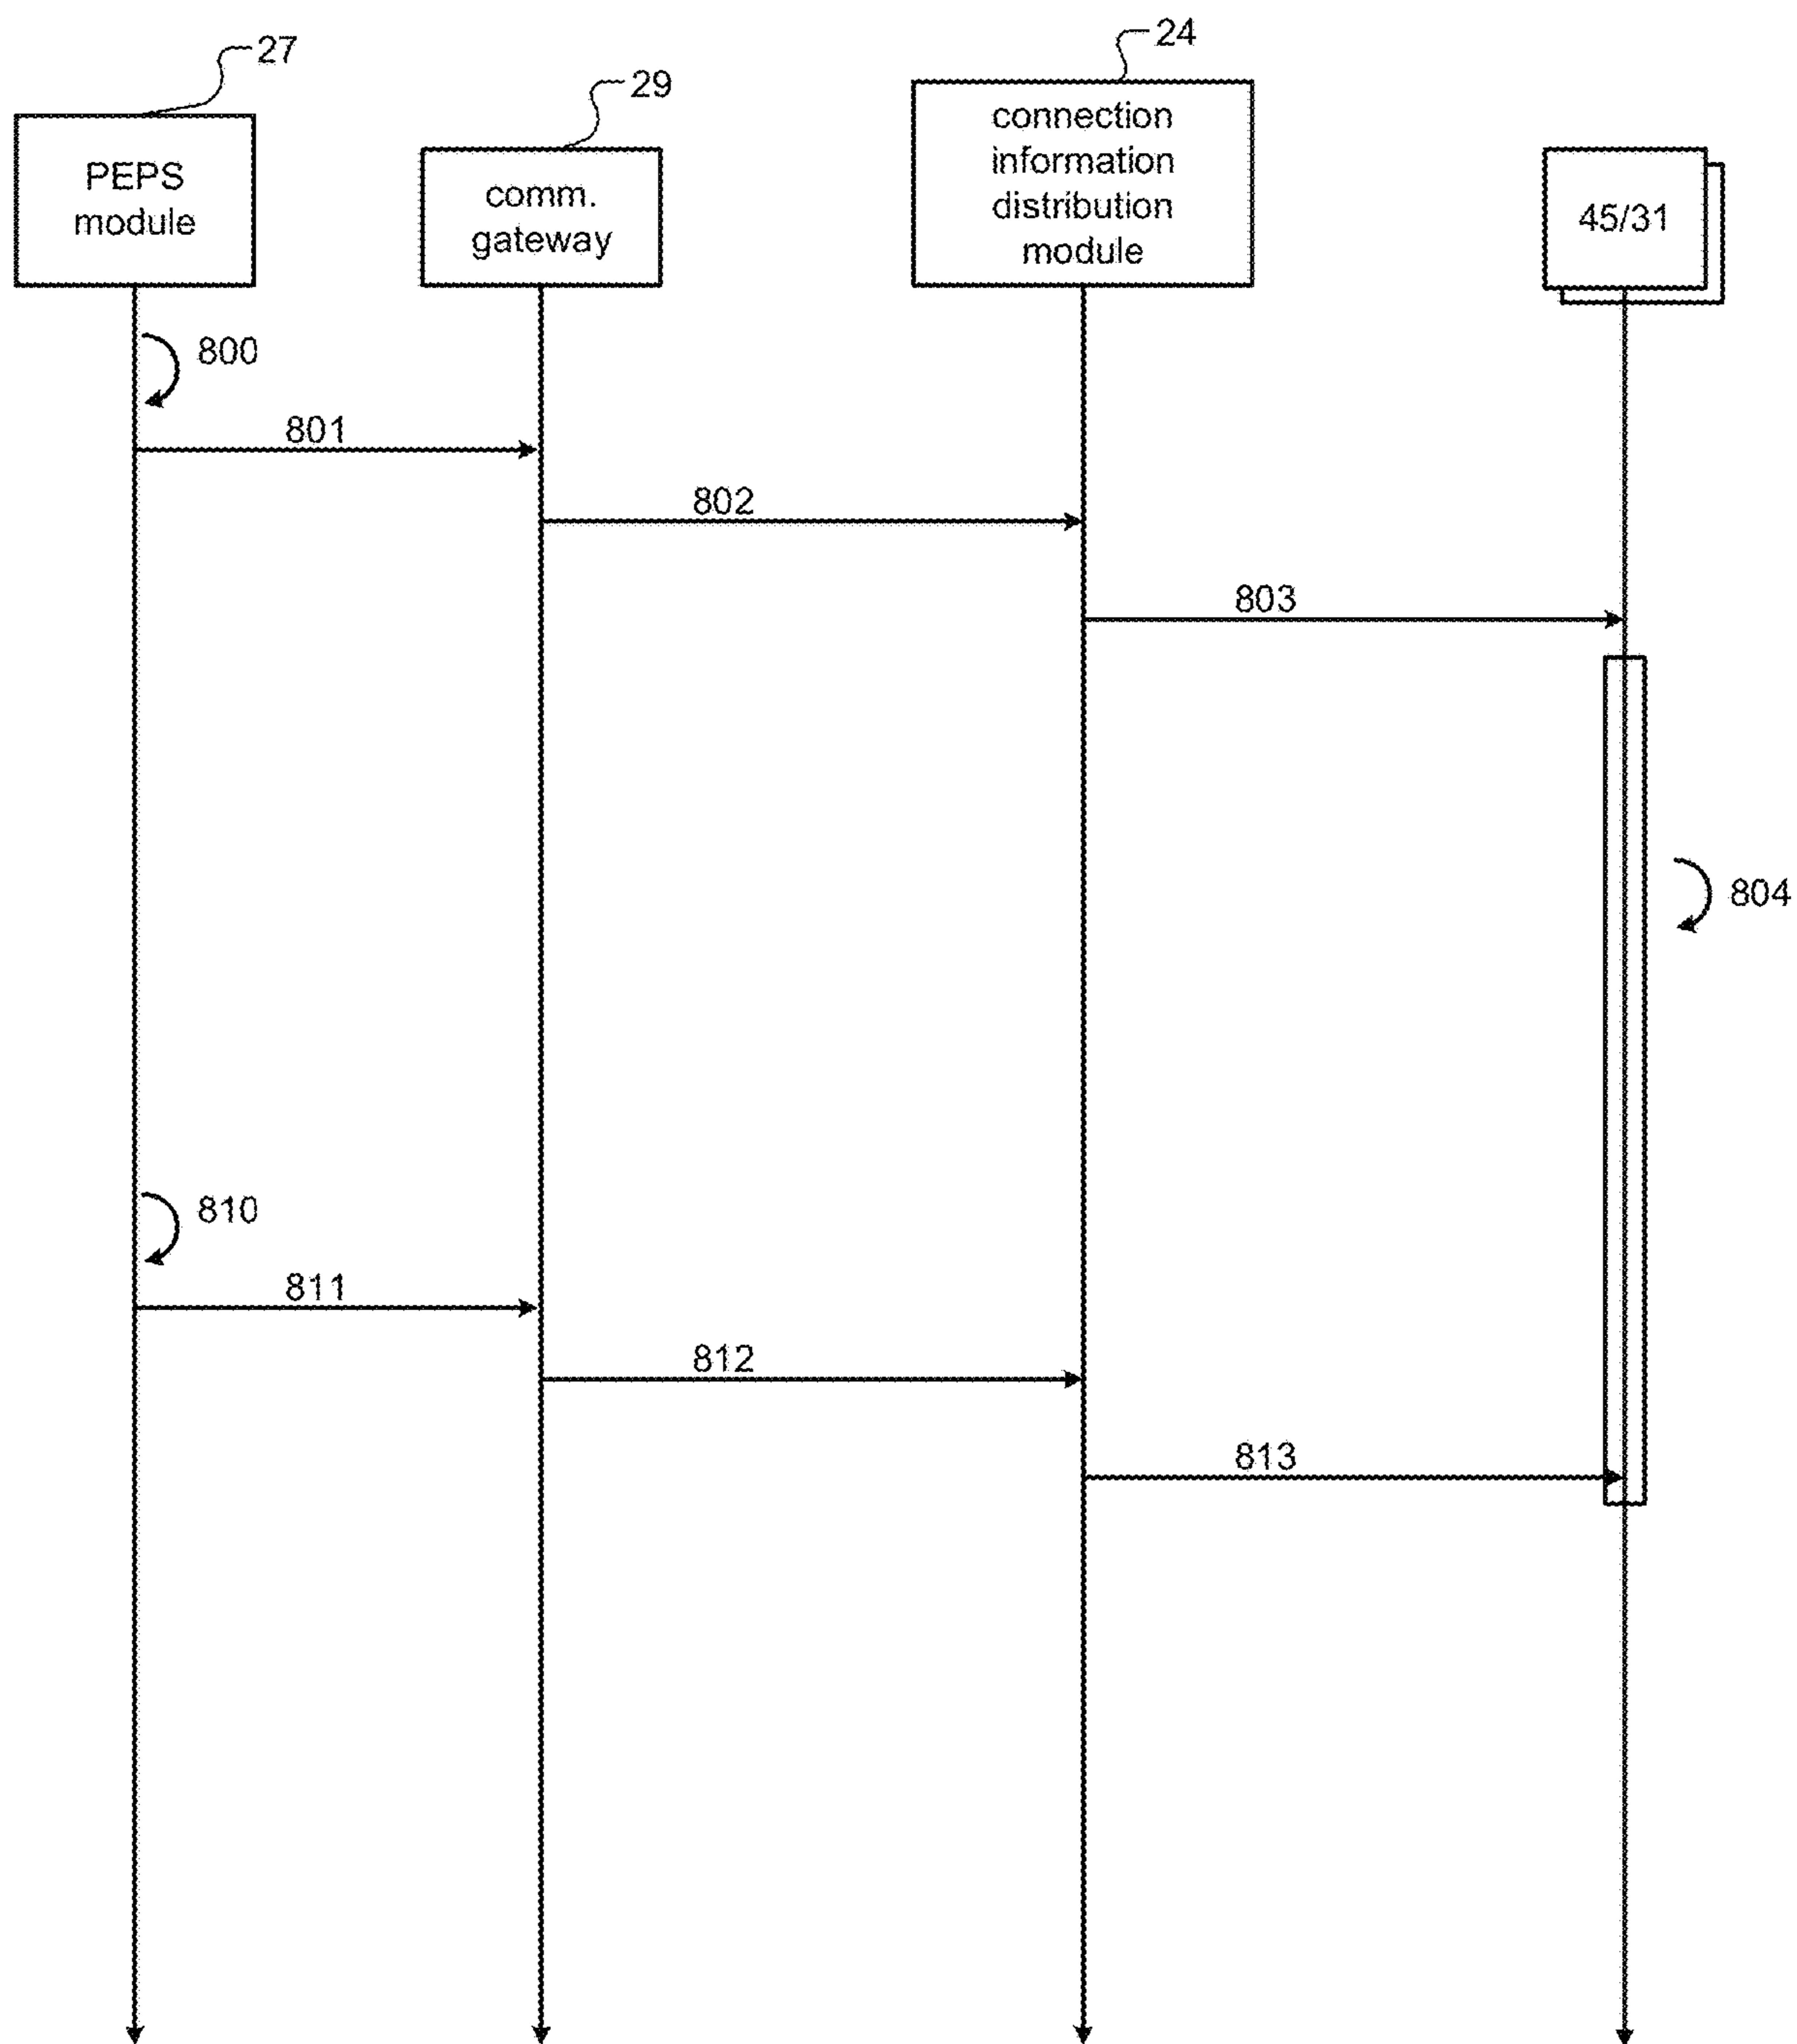 27
29
24
PEPS
module
comm.
gateway
connection
information
distribution
module
45/31
800
801
802
803
804
810
811
812
813